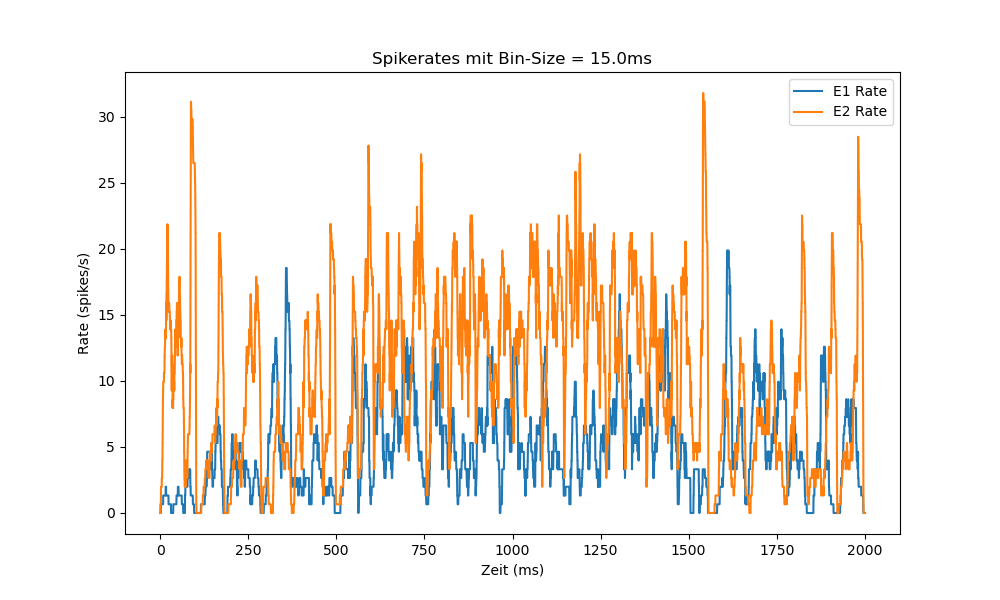 Spikerates mit Bin-Size = 15.0ms
E1 Rate
E2 Rate
Rate (spikes/s)
30
25
20
15
10
5
0
0 250 500 750 1000 1250 1500 1750 2000
Zeit (ms)